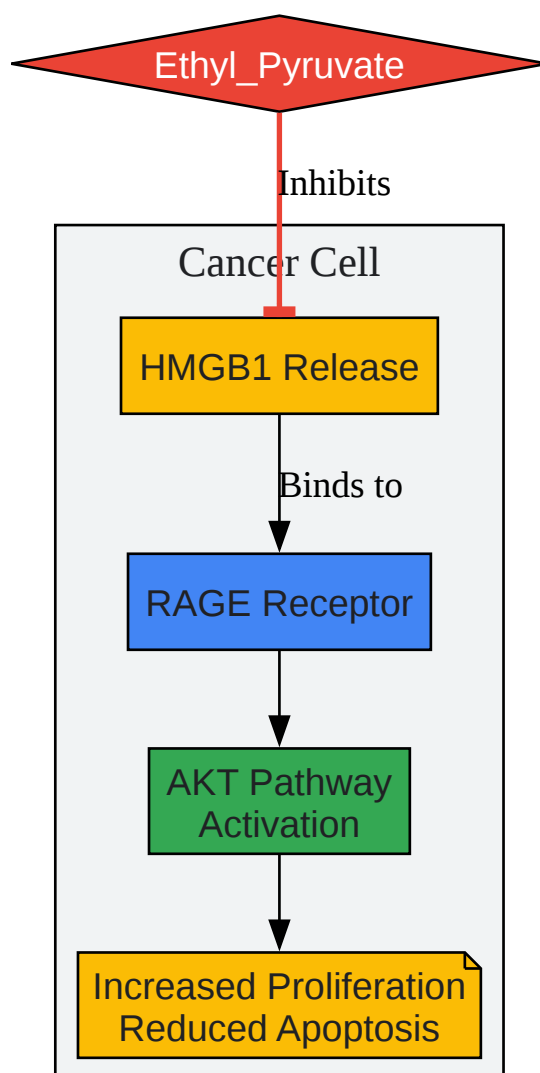 Ethyl_Pyruvate
Inhibits
Cancer Cell
HMGB1 Release
Binds to
RAGE Receptor
AKT Pathway
Activation
Increased Proliferation
Reduced Apoptosis